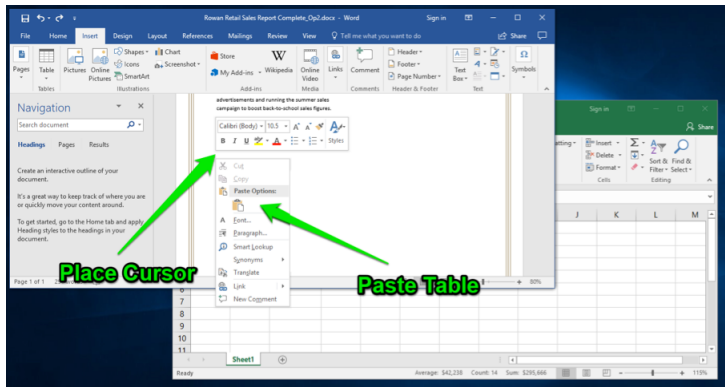 Rowan Retail Sales Report Complete_Op2.docx - Word
Sign in
File Home Insert Design Layout References Mailings Review View Tell me what you want to do Share
Pages
Table
Tables
Pictures
Online Pictures
Shapes
Icons
SmartArt
Chart
Screenshot
Illustrations
Store
My Add-ins
Wikipedia
Add-ins
Online Video
Media
Links
Comment
Comments
Header
Footer
Page Number
Header & Footer
Text Box
Text
Symbols
Navigation
Search document
Headings Pages Results
Create an interactive outline of your
document.
It's a great way to keep track of where you are
or quickly move your content around.
To get started, go to the Home tab and apply
Heading styles to the headings in your
document.
advertisements and running the summer sales
campaign to boost back-to-school sales figures.
Calibri (Body) 10.5
B I U
Styles
Cut
Copy
Paste Options:
Font...
Paragraph...
Smart Lookup
Synonyms
Translate
Link
New Comment
Place Cursor
Paste Table
Page 1 of 1
80%
Sign in
Share
Insert
Delete
Format
Cells
Sort & Filter
Find & Select
Editing
J K L M
7
8
9
10
11
Sheet1
Ready
Average: $42,238 Count: 14 Sum: $295,666
115%